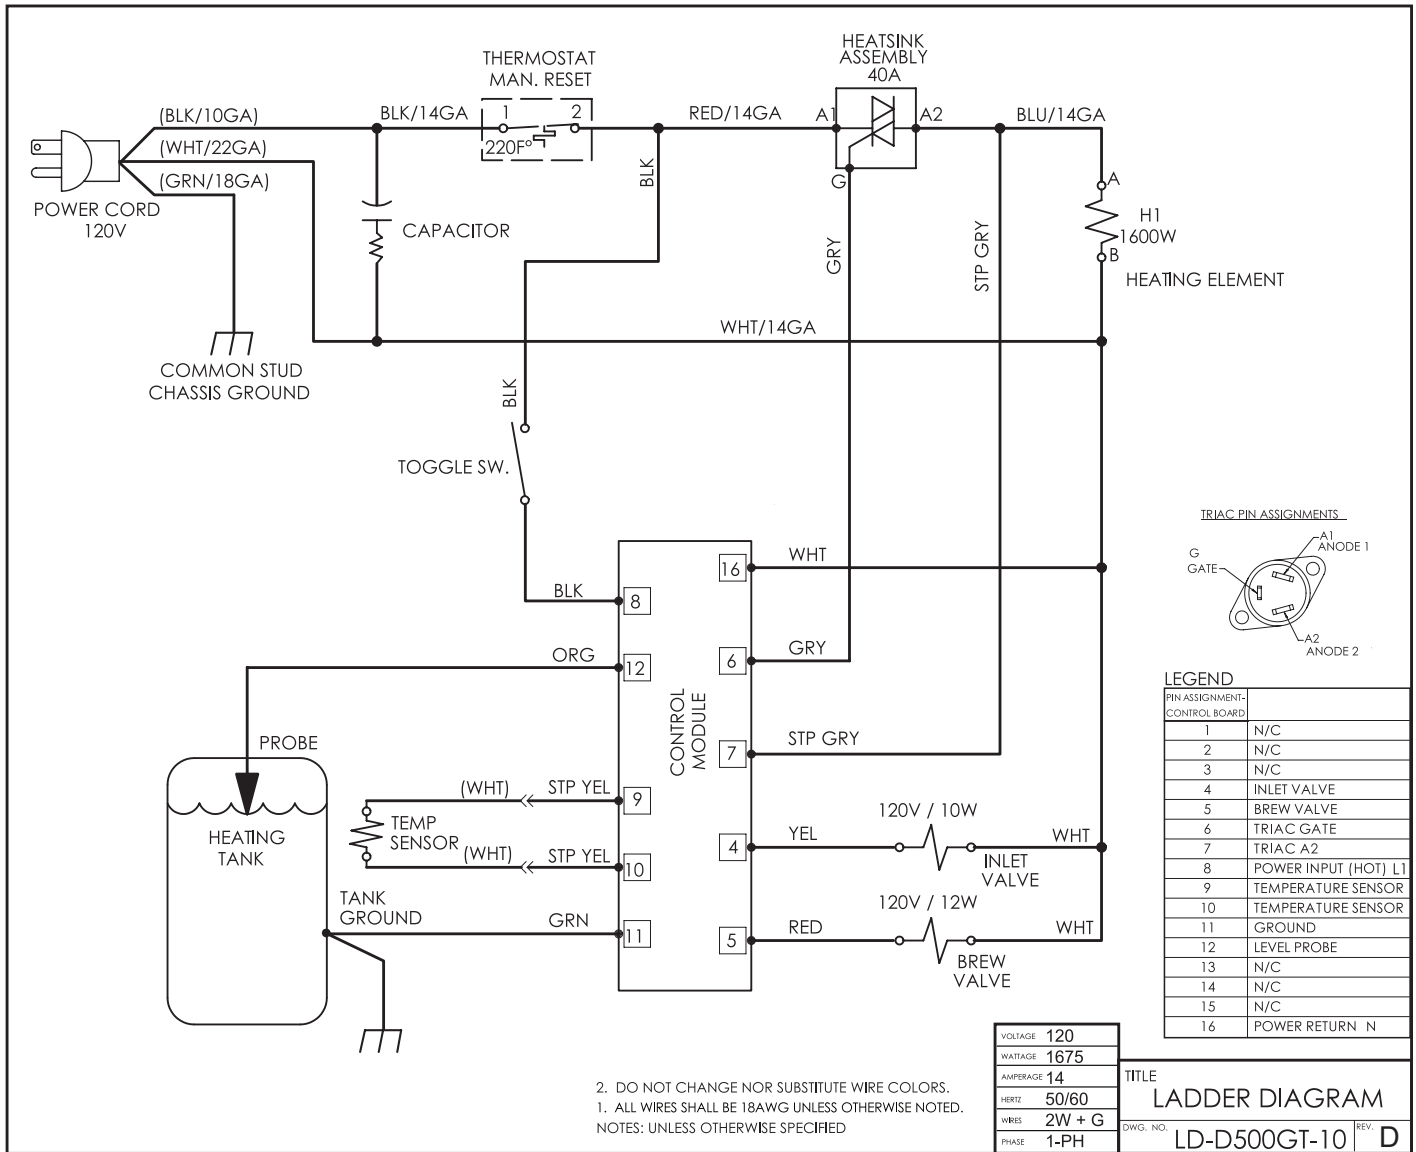 HEATSINK
ASSEMBLY
40A
THERMOSTAT
MAN. RESET
(BLK/10GA)
BLK/14GA
1
2
220F°
RED/14GA
A1
A2
G
BLU/14GA
(WHT/22GA)
(GRN/18GA)
POWER CORD
120V
BLK
CAPACITOR
GRY
STP GRY
A
H1
1600W
B
HEATING ELEMENT
WHT/14GA
COMMON STUD
CHASSIS GROUND
BLK
TOGGLE SW.
TRIAC PIN ASSIGNMENTS
A1
ANODE 1
G
GATE
A2
ANODE 2
WHT
16
BLK
8
ORG
12
GRY
6
CONTROL
MODULE
STP GRY
7
PROBE
HEATING
TANK
(WHT)
STP YEL
9
TEMP
SENSOR
(WHT)
STP YEL
10
TANK
GROUND
GRN
11
120V / 10W
YEL
4
WHT
INLET
VALVE
120V / 12W
RED
5
WHT
BREW
VALVE
LEGEND
PIN ASSIGNMENT-
CONTROL BOARD
1 N/C
2 N/C
3 N/C
4 INLET VALVE
5 BREW VALVE
6 TRIAC GATE
7 TRIAC A2
8 POWER INPUT (HOT) L1
9 TEMPERATURE SENSOR
10 TEMPERATURE SENSOR
11 GROUND
12 LEVEL PROBE
13 N/C
14 N/C
15 N/C
16 POWER RETURN N
2. DO NOT CHANGE NOR SUBSTITUTE WIRE COLORS.
1. ALL WIRES SHALL BE 18AWG UNLESS OTHERWISE NOTED.
NOTES: UNLESS OTHERWISE SPECIFIED
VOLTAGE 120
WATTAGE 1675
AMPERAGE 14
HERTZ 50/60
WIRES 2W + G
PHASE 1-PH
TITLE
LADDER DIAGRAM
DWG. NO. LD-D500GT-10 REV. D